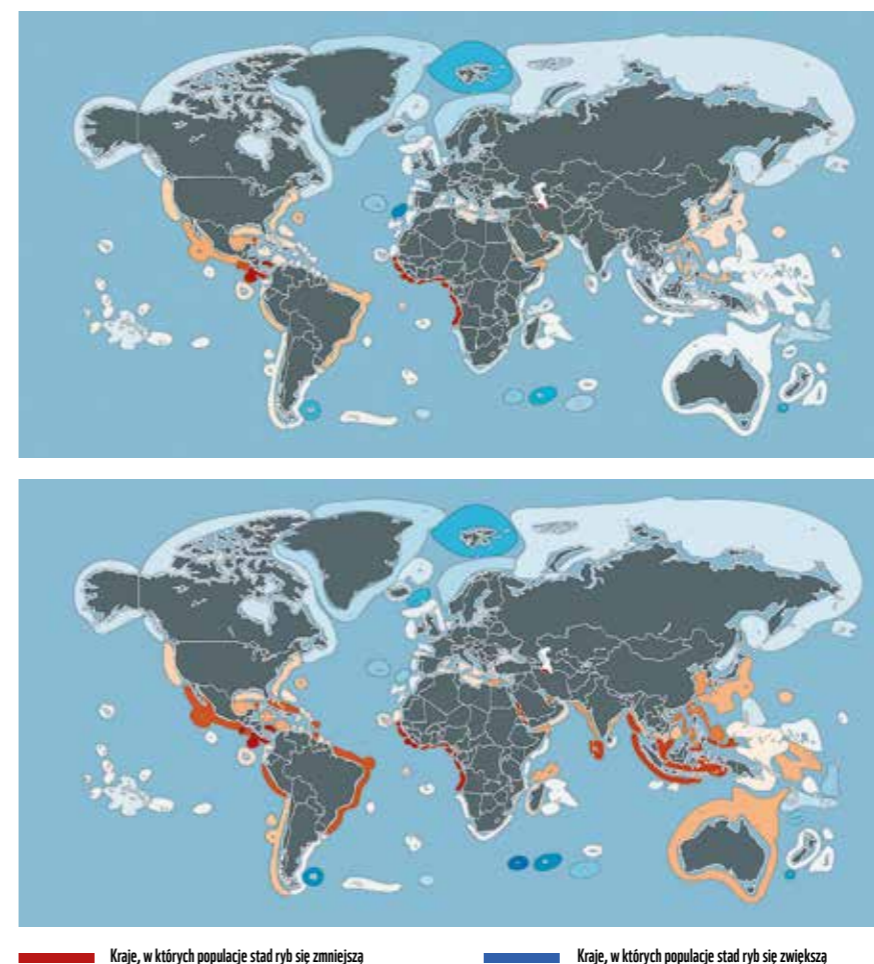 Kraje, w których populacje stad ryb się zmniejszą
Kraje, w których populacje stad ryb się zwiększą